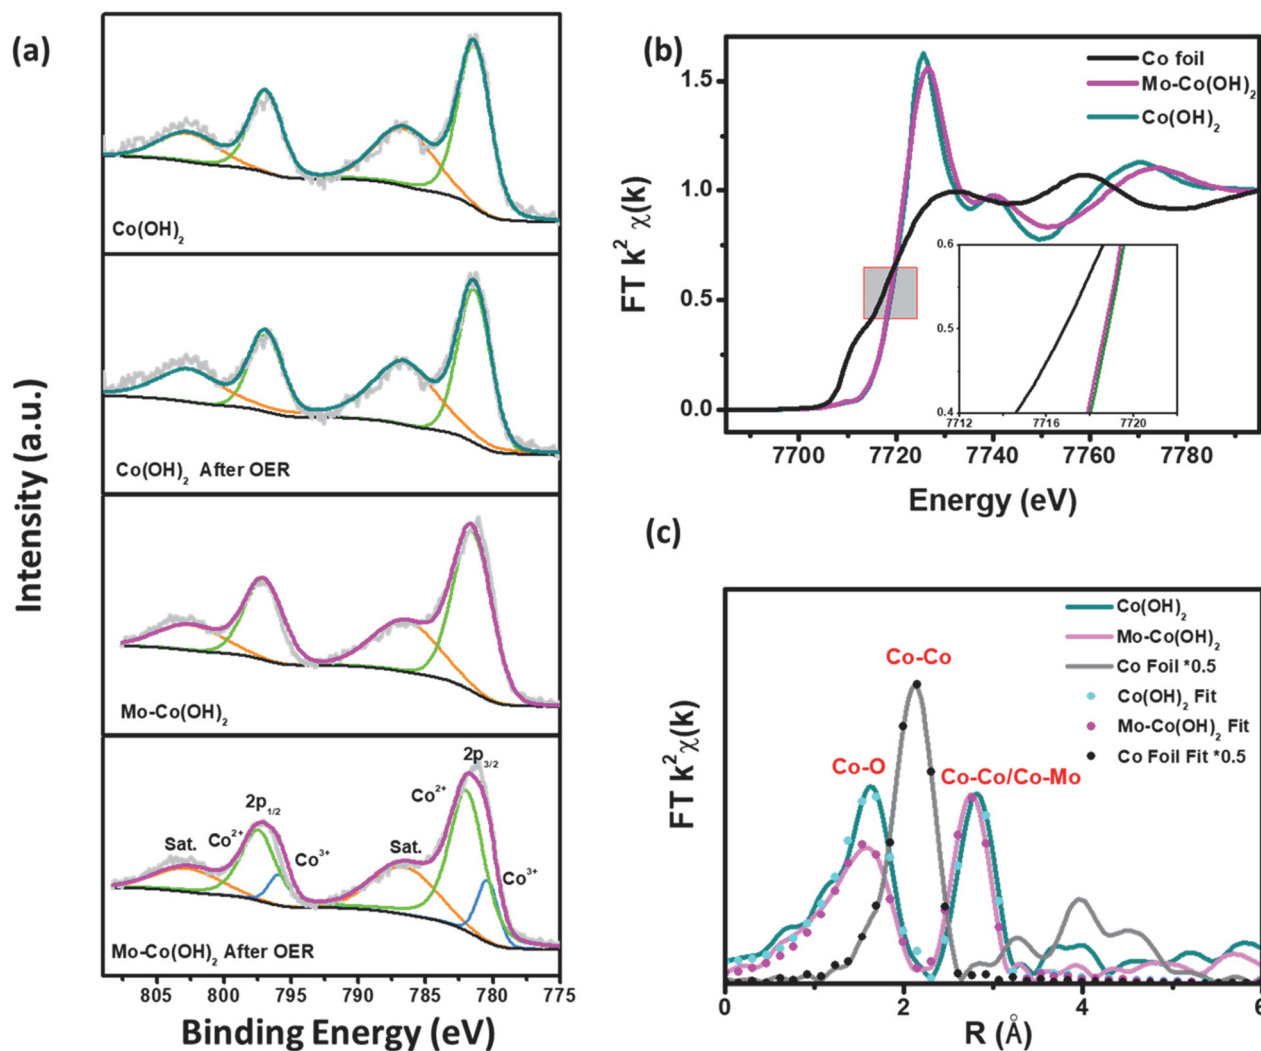 (a)
Intensity (a.u.)
Co(OH)₂
Co(OH)₂ After OER
Mo-Co(OH)₂
2p₃/₂
Co²⁺
2p₁/₂
Sat.
Co²⁺
Co³⁺
Sat.
Co³⁺
Mo-Co(OH)₂ After OER
805 800 795 790 785 780 775
Binding Energy (eV)
(b)
FT k² χ(k)
1.5
1.0
0.5
0.0
Co foil
Mo-Co(OH)₂
Co(OH)₂
0.6
0.5
0.4
7712 7716 7720
7700 7720 7740 7760 7780
Energy (eV)
(c)
FT k²χ(k)
Co(OH)₂
Mo-Co(OH)₂
Co Foil *0.5
Co(OH)₂ Fit
Mo-Co(OH)₂ Fit
Co Foil Fit *0.5
Co-Co
Co-O
Co-Co/Co-Mo
0 2 4 6
R (Å)